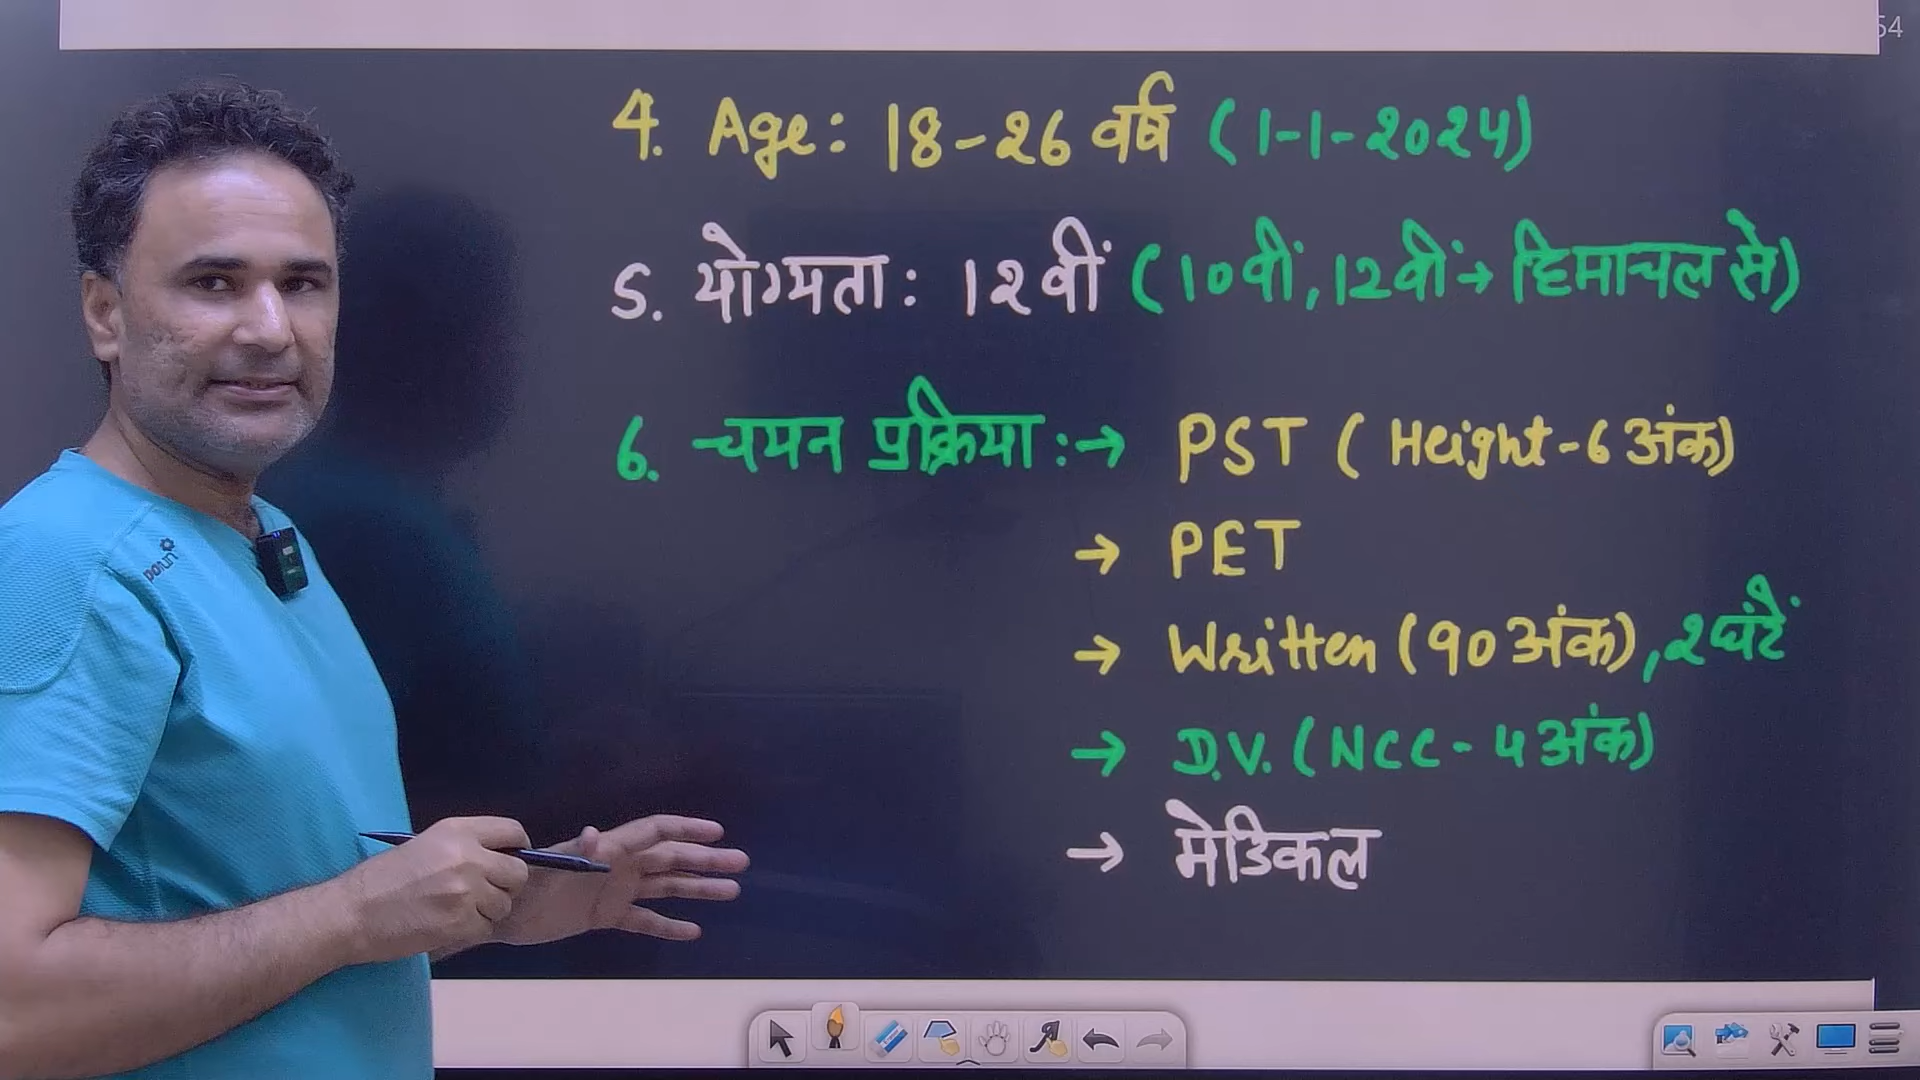 54
4. Age: 18-26 वर्ष (1-1-2024)
5. योग्यता: 12वीं (10वीं, 12वीं → हिमाचल से)
6. चयन प्रक्रिया: → PST (Height-6 अंक)
→ PET
→ Written (90 अंक), 2 घंटें
→ D.V. (NCC - 4 अंक)
→ मेडिकल